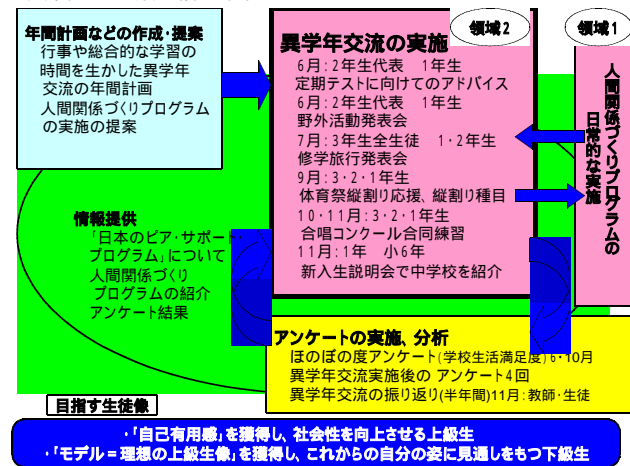 年間計画などの作成・提案
行事や総合的な学習の
時間を生かした異学年
交流の年間計画
人間関係づくりプログラム
の実施の提案
領域2
異学年交流の実施
6月:2年生代表 1年生
定期テストに向けてのアドバイス
6月:2年生代表 1年生
野外活動発表会
7月:3年生全生徒 1・2年生
修学旅行発表会
9月:3・2・1年生
体育祭縦割り応援、縦割り種目
10・11月:3・2・1年生
合唱コンクール合同練習
11月:1年 小6年
新入生説明会で中学校を紹介
領域1
人間関係づくりプログラムの
日常的な実施
情報提供
「日本のピア・サポート・
プログラム」について
人間関係づくり
プログラムの紹介
アンケート結果
アンケートの実施、分析
ほのぼの度アンケート(学校生活満足度)6・10月
異学年交流実施後の アンケート4回
異学年交流の振り返り(半年間)11月:教師・生徒
目指す生徒像
・「自己有用感」を獲得し、社会性を向上させる上級生
・「モデル=理想の上級生像」を獲得し、これからの自分の姿に見通しをもつ下級生